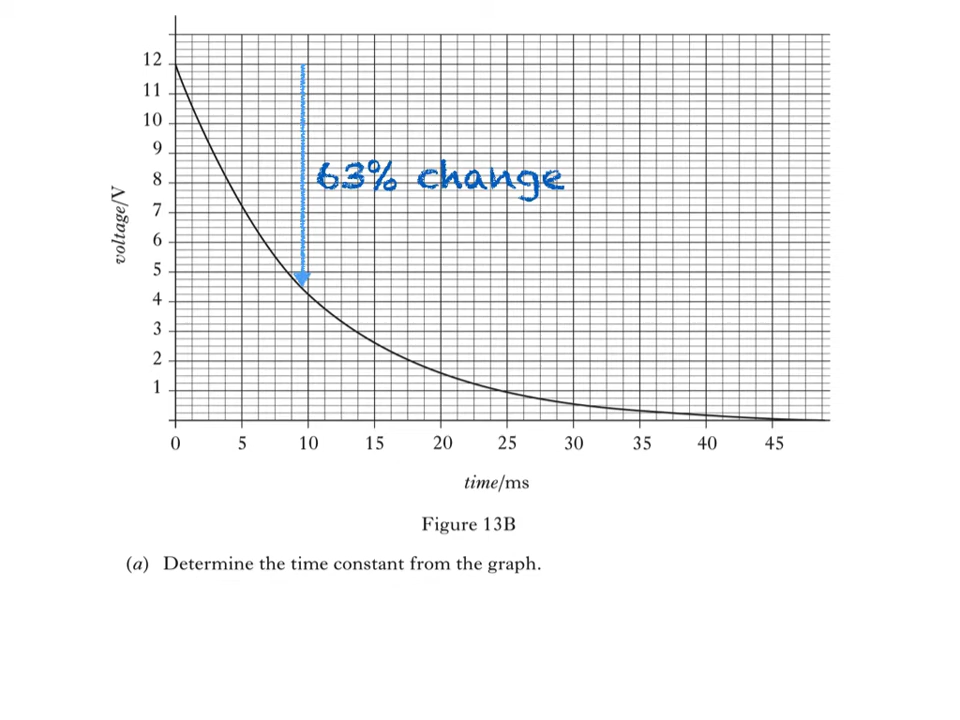 12
11
10
9
8
7
6
5
4
3
2
1
voltage/V
63% change
0 5 10 15 20 25 30 35 40 45
time/ms
Figure 13B
(a) Determine the time constant from the graph.